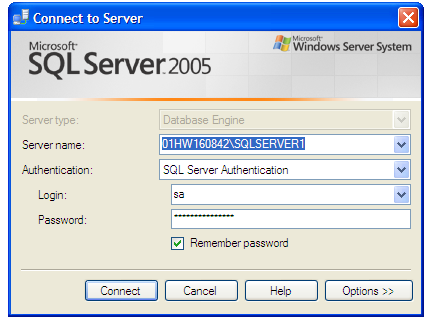 Connect to Server
Microsoft
SQL Server 2005
Microsoft
Windows Server System
Server type: Database Engine
Server name: 01HW160842\SQLSERVER1
Authentication: SQL Server Authentication
Login: sa
Password: ***************
Remember password
Connect Cancel Help Options >>